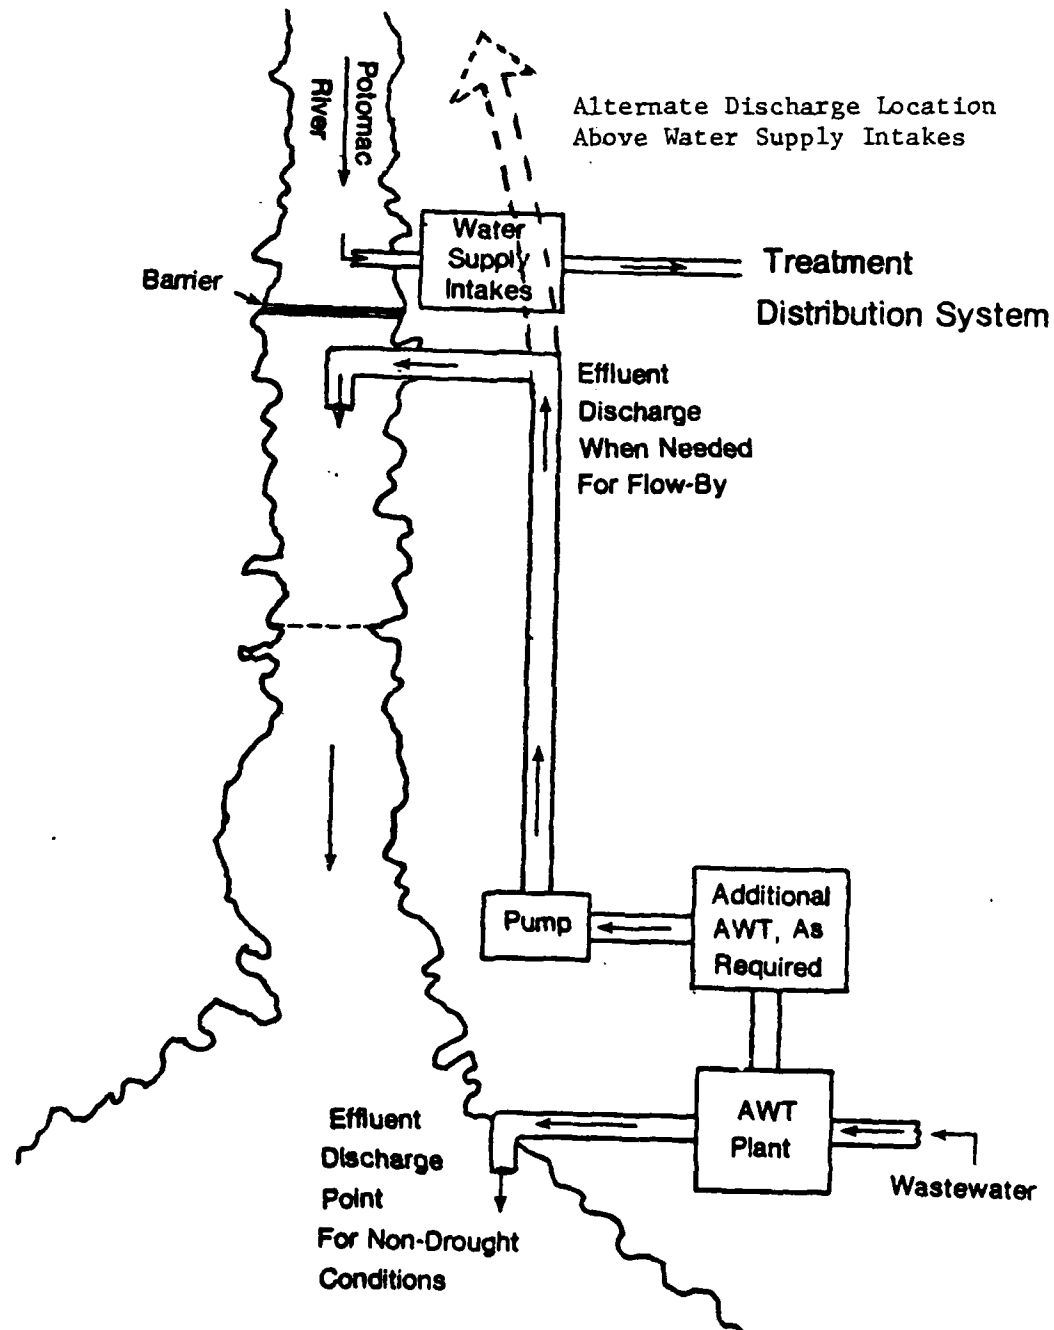 Potomac
River
Alternate Discharge Location
Above Water Supply Intakes
Water
Supply
Intakes
Treatment
Distribution System
Barrier
Effluent
Discharge
When Needed
For Flow-By
Pump
Additional
AWT, As
Required
AWT
Plant
Wastewater
Effluent
Discharge
Point
For Non-Drought
Conditions